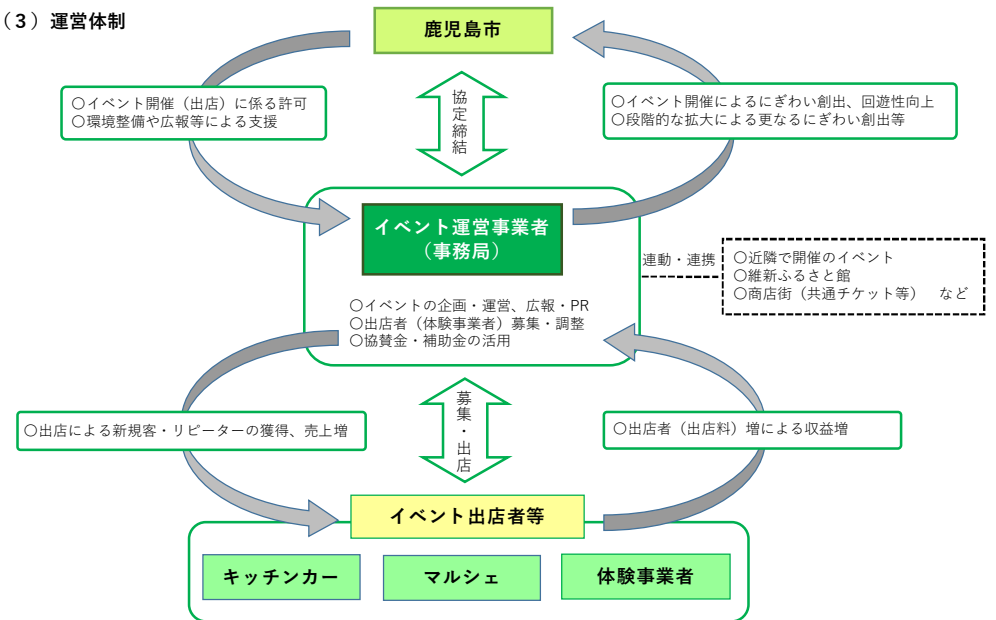 （3）運営体制
鹿児島市
〇イベント開催（出店）に係る許可
〇環境整備や広報等による支援
協定締結
〇イベント開催によるにぎわい創出、回遊性向上
〇段階的な拡大による更なるにぎわい創出等
イベント運営事業者
（事務局）
連動・連携
〇近隣で開催のイベント
〇維新ふるさと館
〇商店街（共通チケット等）　など
〇イベントの企画・運営、広報・PR
〇出店者（体験事業者）募集・調整
〇協賛金・補助金の活用
〇出店による新規客・リピーターの獲得、売上増
募集・出店
〇出店者（出店料）増による収益増
イベント出店者等
キッチンカー
マルシェ
体験事業者